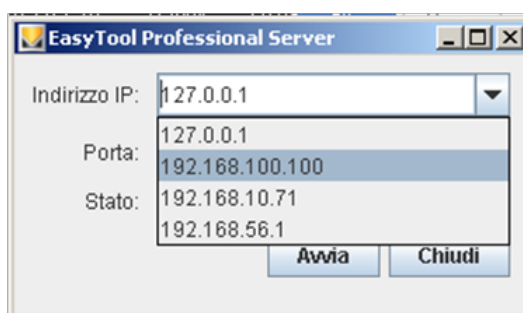 EasyTool Professional Server
Indirizzo IP: 127.0.0.1
127.0.0.1
Porta:
192.168.100.100
Stato: 192.168.10.71
192.168.56.1
Avvia Chiudi